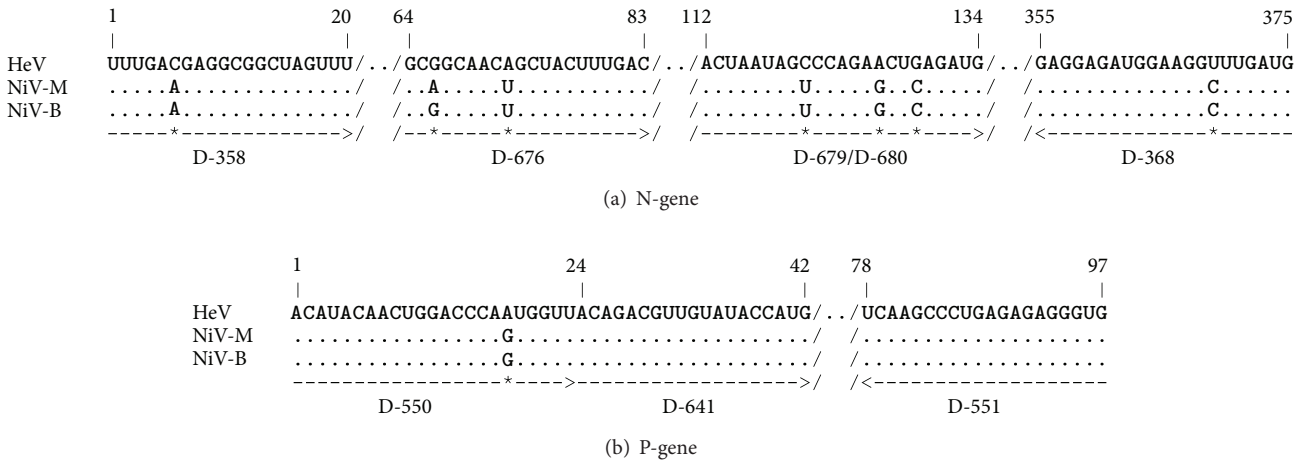 1 20 64 83 112 134 355 375
HeV UUUGACGAGGCGGCUAGUUU/../GCGGCAACAGCUACUUUGAC/../ACUAAUAGCCCAGAACUGAGAUG/../GAGGAGAUGGAAGGUUUGAUG
NiV-M .....A............../ /..A.....U.........../ /........U.....G..C...../ /..............C......
NiV-B .....A............../ /..G.....U.........../ /........U.....G..C...../ /..............C......
-----*------------->/ /--*-----*---------->/ /--------*-----*--*---->/ /<-------------*------
D-358 D-676 D-679/D-680 D-368
(a) N-gene
1 24 42 78 97
HeV ACAUACAACUGGACCCAAUGGUUACAGACGUUGUAUACCAUG/../UCAAGCCCUGAGAGAGGGUG
NiV-M .................G......................../ /....................
NiV-B .................G......................../ /....................
-----------------*---->------------------>/ /<-------------------
D-550 D-641 D-551
(b) P-gene